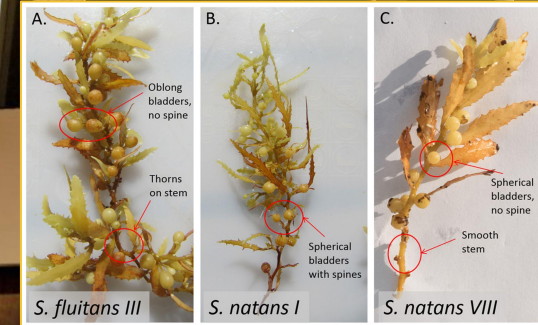 A.
Oblong
bladders,
no spine
Thorns
on stem
S. fluitans III
B.
Spherical
bladders
with spines
S. natans I
C.
Spherical
bladders,
no spine
Smooth
stem
S. natans VIII